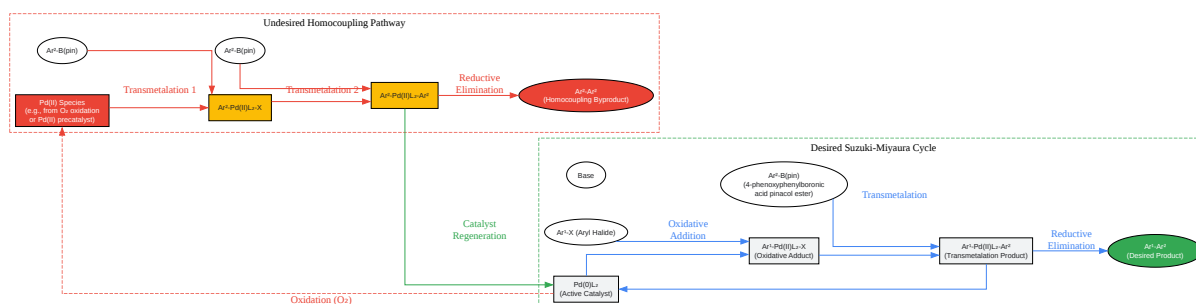 Undesired Homocoupling Pathway
Ar²-B(pin)
Ar²-B(pin)
Transmetalation 1
Transmetalation 2
Reductive
Elimination
Pd(II) Species
(e.g., from O₂ oxidation
or Pd(II) precatalyst)
Ar²-Pd(II)L₂-X
Ar²-Pd(II)L₂-Ar²
Ar²-Ar²
(Homocoupling Byproduct)
Desired Suzuki-Miyaura Cycle
Base
Ar²-B(pin)
(4-phenoxyphenylboronic
acid pinacol ester)
Transmetalation
Catalyst
Regeneration
Ar¹-X (Aryl Halide)
Oxidative
Addition
Ar¹-Pd(II)L₂-X
(Oxidative Adduct)
Ar¹-Pd(II)L₂-Ar²
(Transmetalation Product)
Reductive
Elimination
Ar¹-Ar²
(Desired Product)
Pd(0)L₂
(Active Catalyst)
Oxidation (O₂)